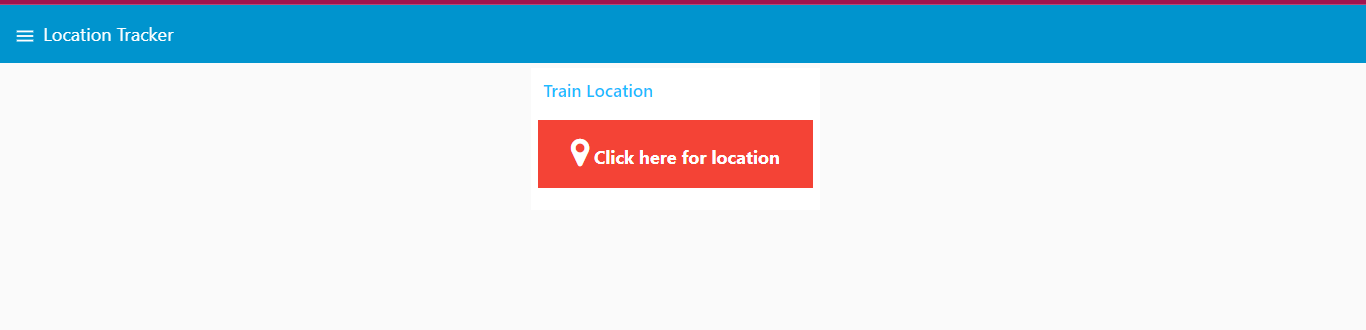 Location Tracker
Train Location
Click here for location